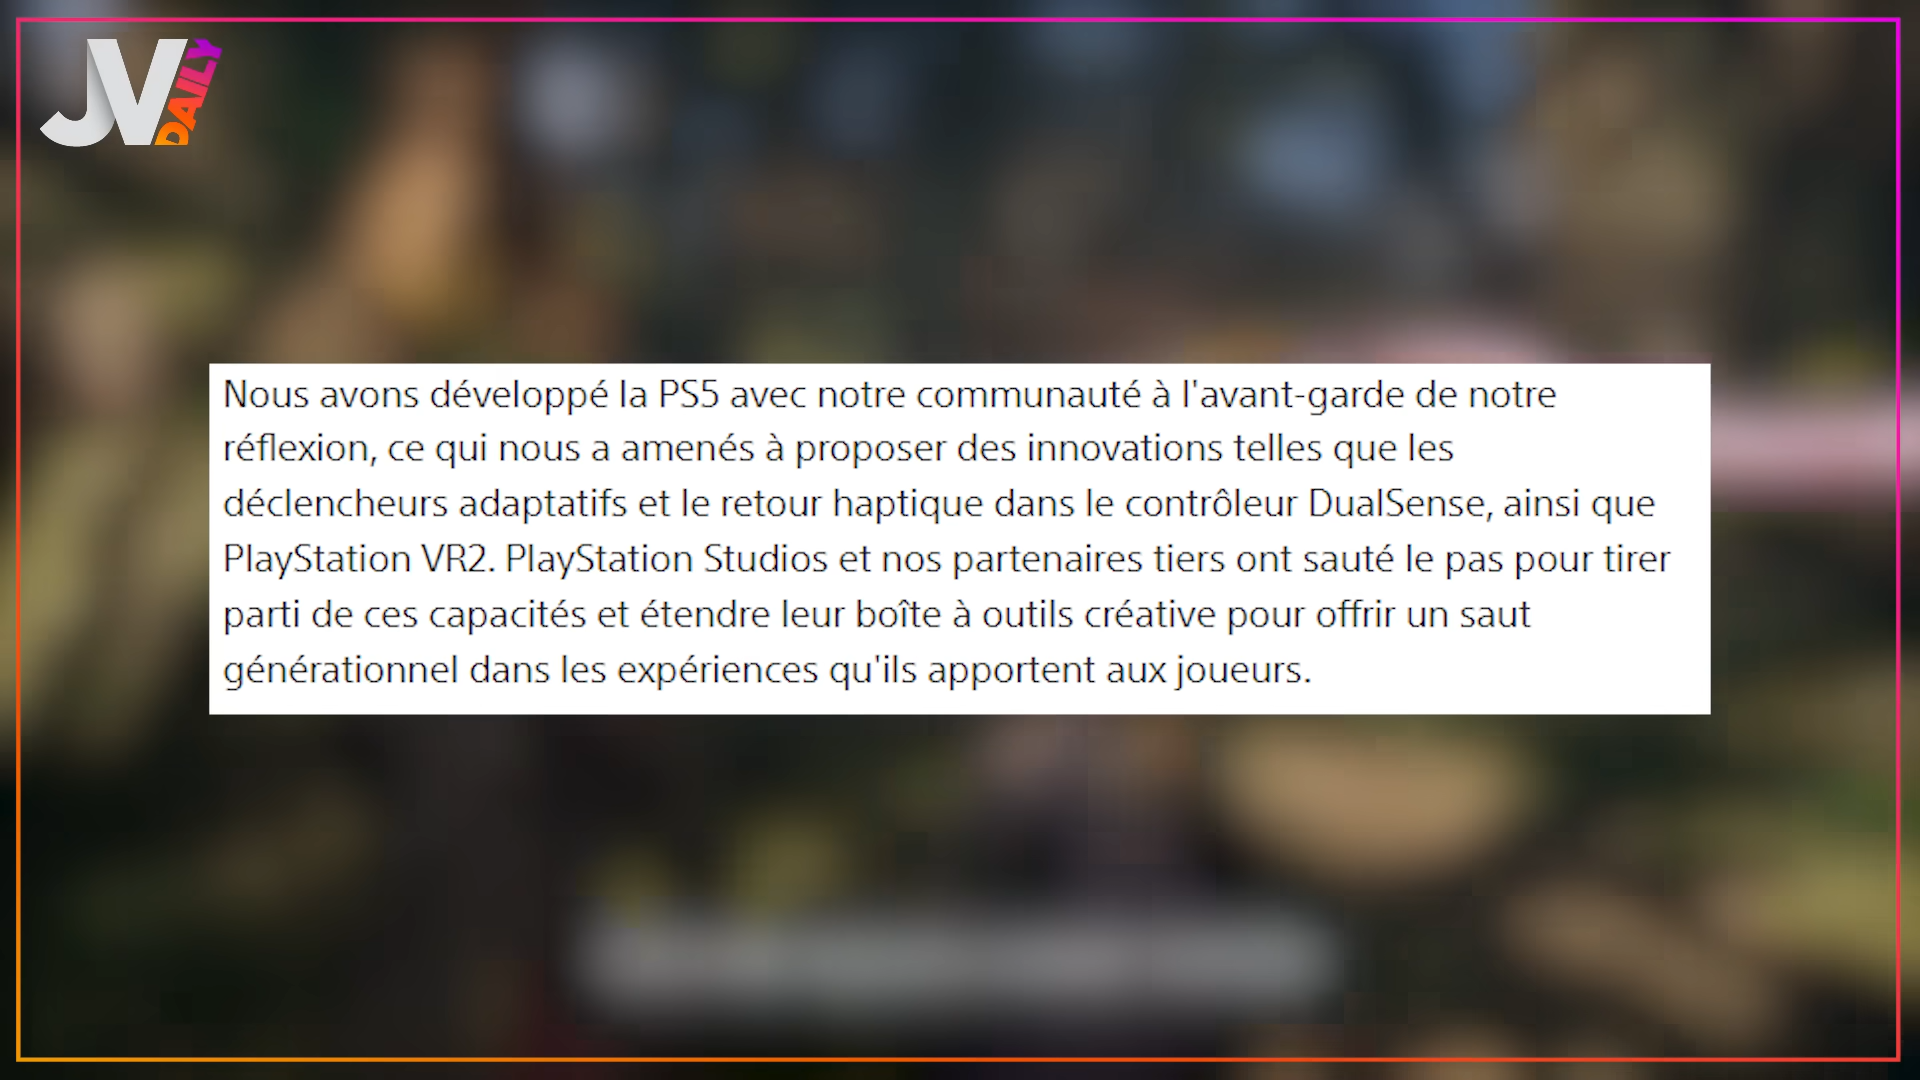 JV DAILY
Nous avons développé la PS5 avec notre communauté à l'avant-garde de notre
réflexion, ce qui nous a amenés à proposer des innovations telles que les
déclencheurs adaptatifs et le retour haptique dans le contrôleur DualSense, ainsi que
PlayStation VR2. PlayStation Studios et nos partenaires tiers ont sauté le pas pour tirer
parti de ces capacités et étendre leur boîte à outils créative pour offrir un saut
générationnel dans les expériences qu'ils apportent aux joueurs.